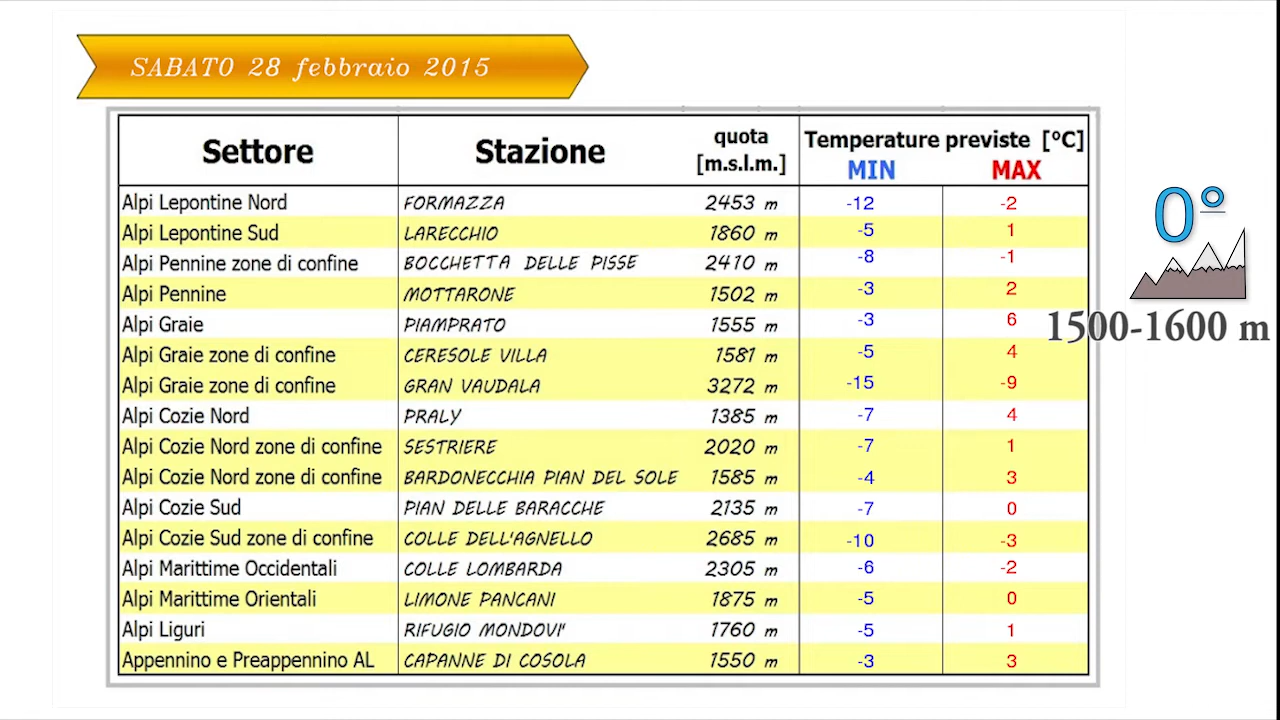 SABATO 28 febbraio 2015
Settore Stazione quota [m.s.l.m.] Temperature previste [°C] MIN MAX
Alpi Lepontine Nord FORMAZZA 2453 m -12 -2
Alpi Lepontine Sud LARECCHIO 1860 m -5 1
Alpi Pennine zone di confine BOCCHETTA DELLE PISSE 2410 m -8 -1
Alpi Pennine MOTTARONE 1502 m -3 2
Alpi Graie PIAMPRATO 1555 m -3 6
Alpi Graie zone di confine CERESOLE VILLA 1581 m -5 4
Alpi Graie zone di confine GRAN VAUDALA 3272 m -15 -9
Alpi Cozie Nord PRALY 1385 m -7 4
Alpi Cozie Nord zone di confine SESTRIERE 2020 m -7 1
Alpi Cozie Nord zone di confine BARDONECCHIA PIAN DEL SOLE 1585 m -4 3
Alpi Cozie Sud PIAN DELLE BARACCHE 2135 m -7 0
Alpi Cozie Sud zone di confine COLLE DELL'AGNELLO 2685 m -10 -3
Alpi Marittime Occidentali COLLE LOMBARDA 2305 m -6 -2
Alpi Marittime Orientali LIMONE PANCANI 1875 m -5 0
Alpi Liguri RIFUGIO MONDOVI' 1760 m -5 1
Appennino e Preappennino AL CAPANNE DI COSOLA 1550 m -3 3
0°
1500-1600 m